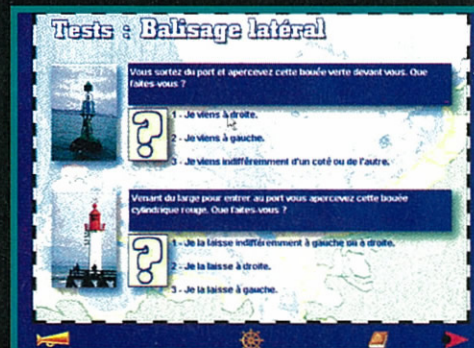 Tests : Balisage latéral
Vous sortez du port et apercevez cette bouée verte devant vous. Que
faites-vous ?
1 - Je viens à droite.
2 - Je viens à gauche.
3 - Je viens indifféremment d'un coté ou de l'autre.
Venant du large pour entrer au port vous apercevez cette bouée
cylindrique rouge. Que faites-vous ?
1 - Je la laisse indifféremment à gauche ou à droite.
2 - Je la laisse à droite.
3 - Je la laisse à gauche.